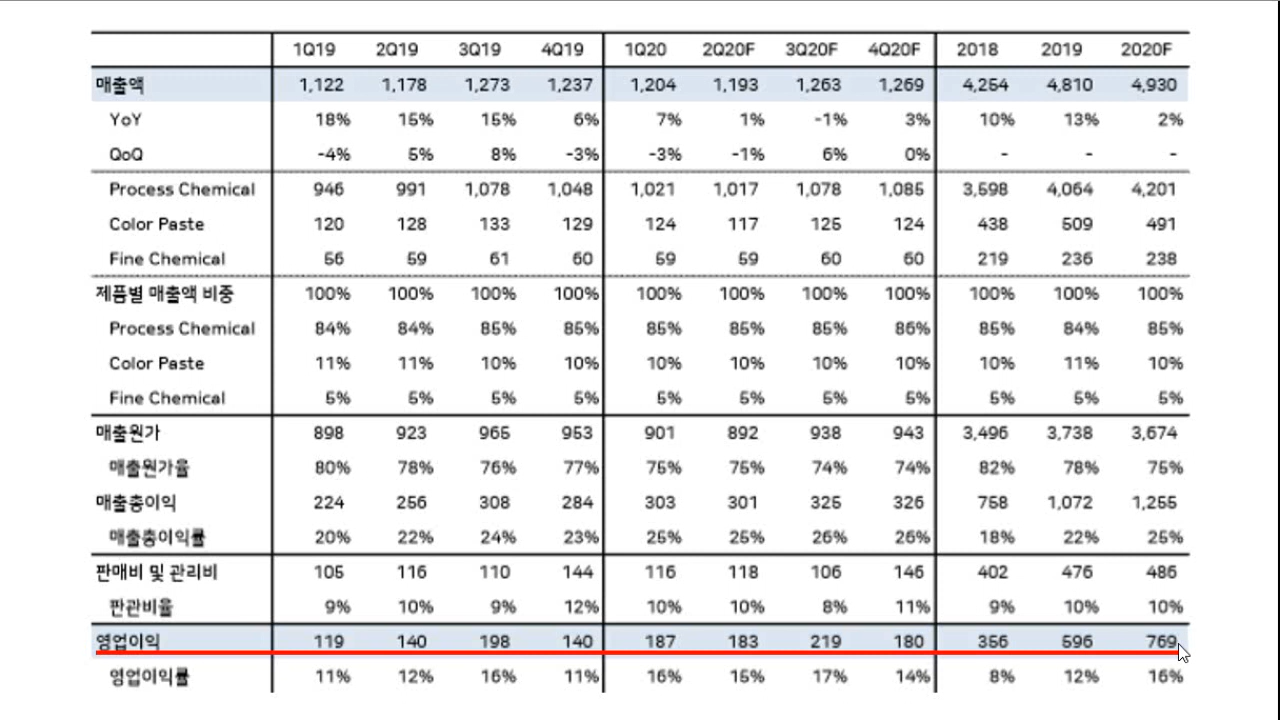 1Q19 2Q19 3Q19 4Q19 1Q20 2Q20F 3Q20F 4Q20F 2018 2019 2020F
매출액 1,122 1,178 1,273 1,237 1,204 1,193 1,263 1,269 4,254 4,810 4,930
YoY 18% 15% 15% 6% 7% 1% -1% 3% 10% 13% 2%
QoQ -4% 5% 8% -3% -3% -1% 6% 0% - - -
Process Chemical 946 991 1,078 1,048 1,021 1,017 1,078 1,085 3,598 4,064 4,201
Color Paste 120 128 133 129 124 117 125 124 438 509 491
Fine Chemical 56 59 61 60 59 59 60 60 219 236 238
제품별 매출액 비중 100% 100% 100% 100% 100% 100% 100% 100% 100% 100% 100%
Process Chemical 84% 84% 85% 85% 85% 85% 85% 86% 85% 84% 85%
Color Paste 11% 11% 10% 10% 10% 10% 10% 10% 10% 11% 10%
Fine Chemical 5% 5% 5% 5% 5% 5% 5% 5% 5% 5% 5%
매출원가 898 923 965 953 901 892 938 943 3,496 3,738 3,674
매출원가율 80% 78% 76% 77% 75% 75% 74% 74% 82% 78% 75%
매출총이익 224 256 308 284 303 301 325 326 758 1,072 1,255
매출총이익률 20% 22% 24% 23% 25% 25% 26% 26% 18% 22% 25%
판매비 및 관리비 105 116 110 144 116 118 106 146 402 476 486
판관비율 9% 10% 9% 12% 10% 10% 8% 11% 9% 10% 10%
영업이익 119 140 198 140 187 183 219 180 356 596 769
영업이익률 11% 12% 16% 11% 16% 15% 17% 14% 8% 12% 16%